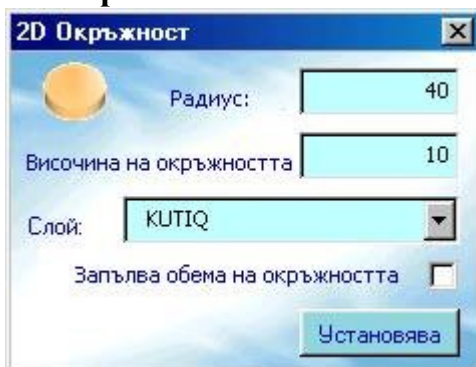 2D Окръжност
Радиус: 40
Височина на окръжността 10
Слой: KUTIQ
Запълва обема на окръжността
Установява